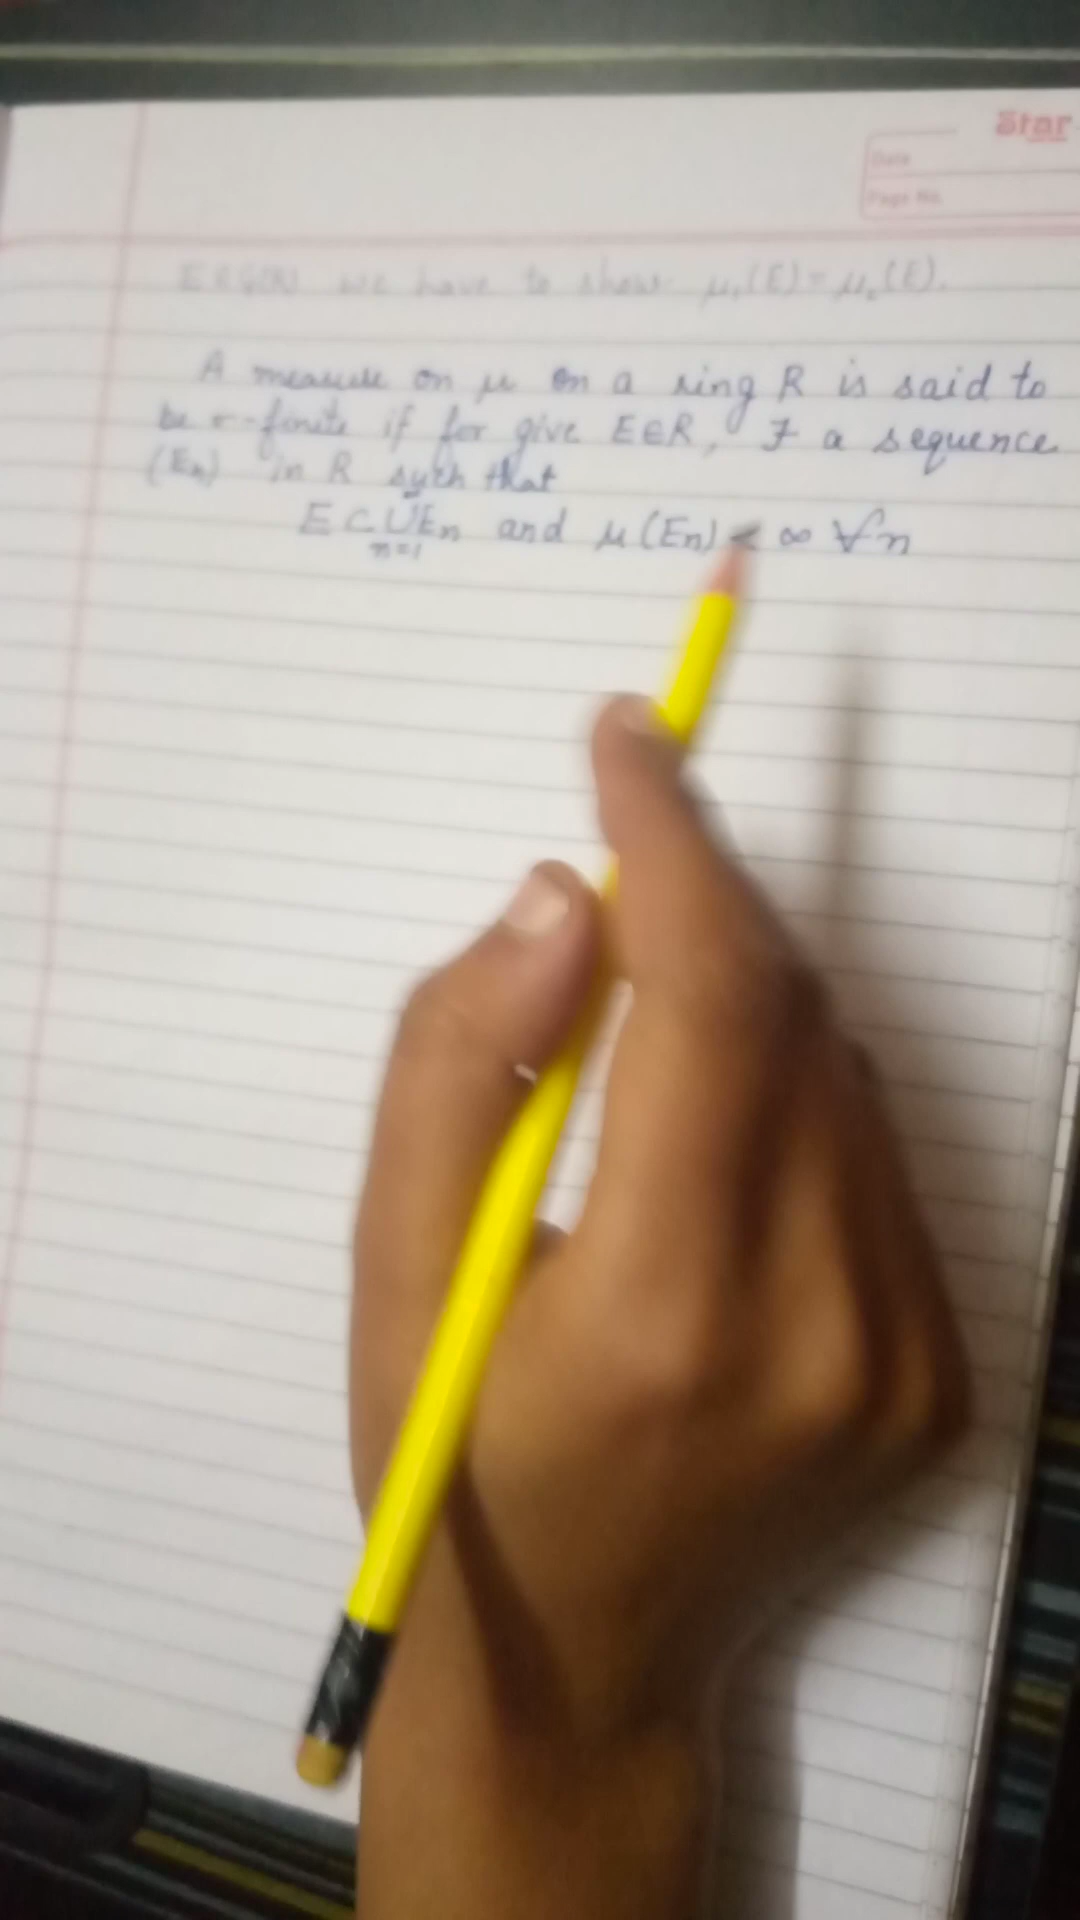 Star
Date
Page No.
we have to show μ₁(E) = μ₂(E).
A measure on μ on a ring R is said to
be σ-finite if for give E∈R, ∃ a sequence
(En) in R such that
E ⊂ ∪En and μ(En) < ∞ ∀n
n=1